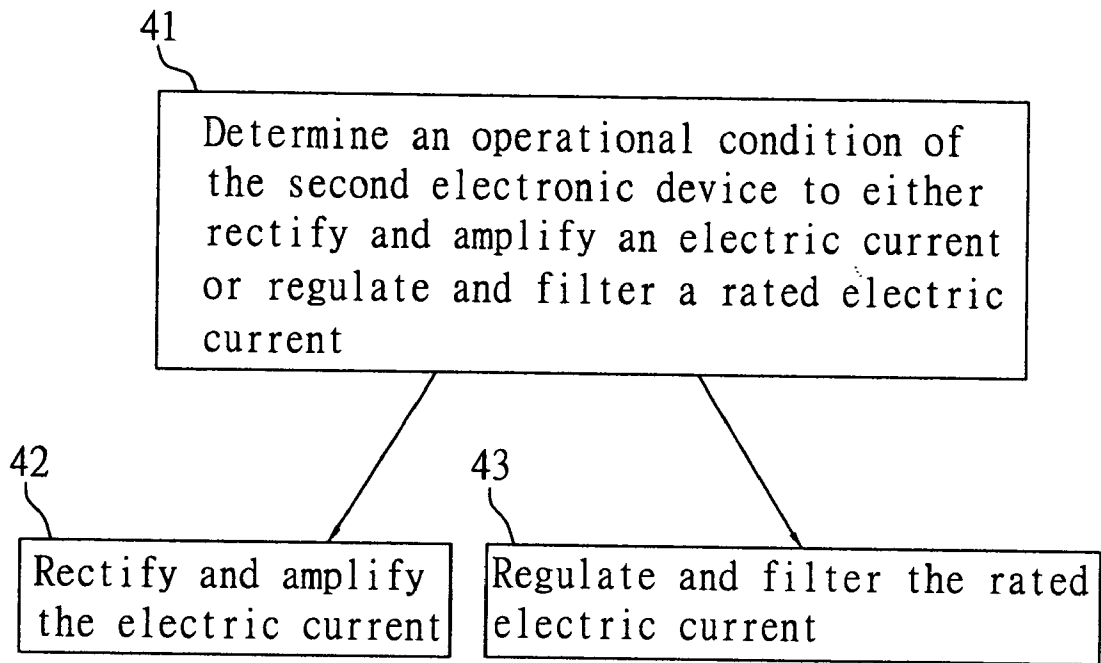 41
Determine an operational condition of
the second electronic device to either
rectify and amplify an electric current
or regulate and filter a rated electric
current
42
43
Rectify and amplify
the electric current
Regulate and filter the rated
electric current